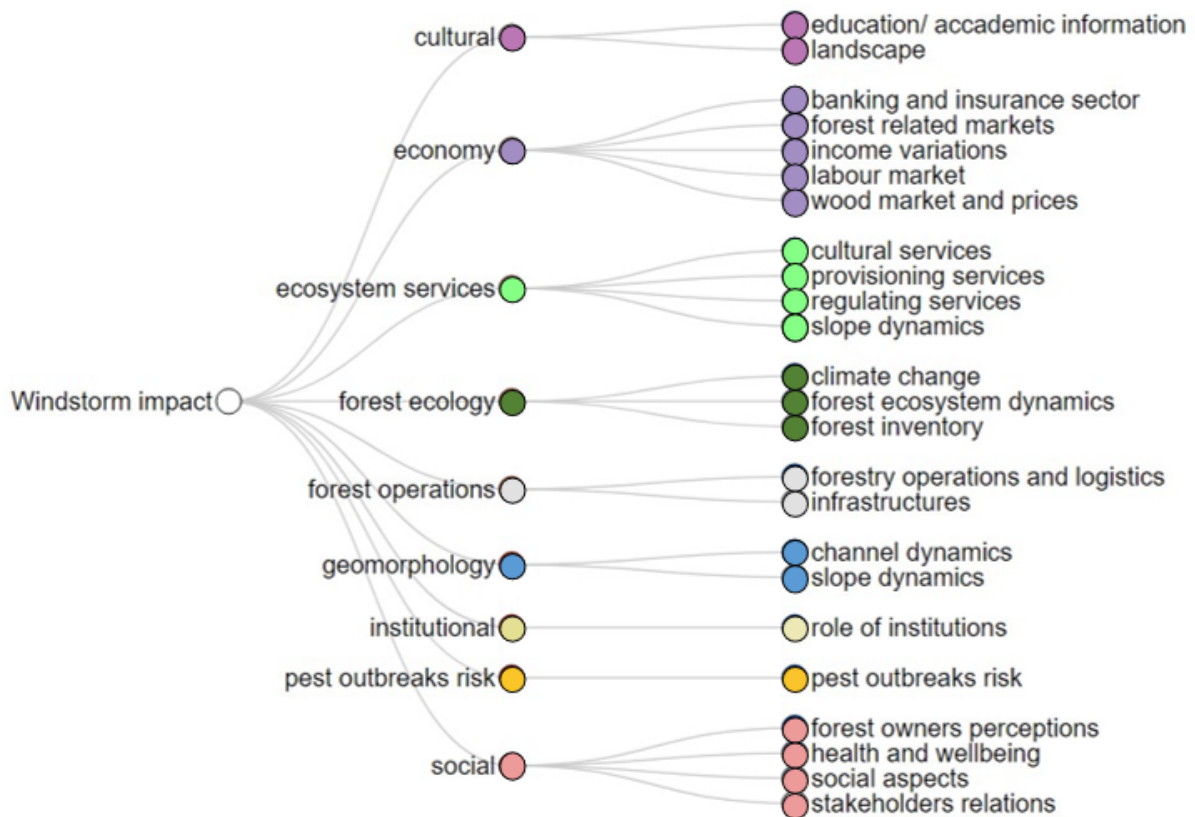 cultural
education/ accademic information
landscape
economy
banking and insurance sector
forest related markets
income variations
labour market
wood market and prices
ecosystem services
cultural services
provisioning services
regulating services
slope dynamics
Windstorm impact
forest ecology
climate change
forest ecosystem dynamics
forest inventory
forest operations
forestry operations and logistics
infrastructures
geomorphology
channel dynamics
slope dynamics
institutional
role of institutions
pest outbreaks risk
pest outbreaks risk
social
forest owners perceptions
health and wellbeing
social aspects
stakeholders relations